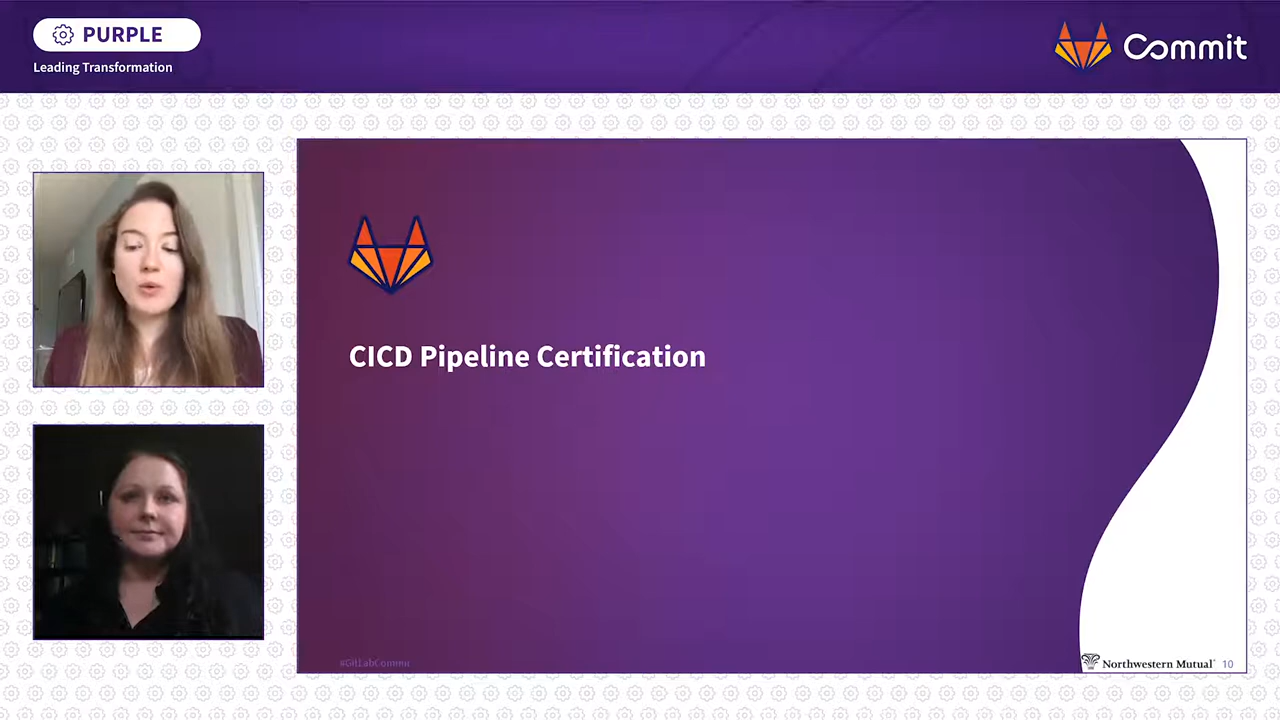 PURPLE
Leading Transformation
Commit
CICD Pipeline Certification
#GitLabCommit
Northwestern Mutual
10